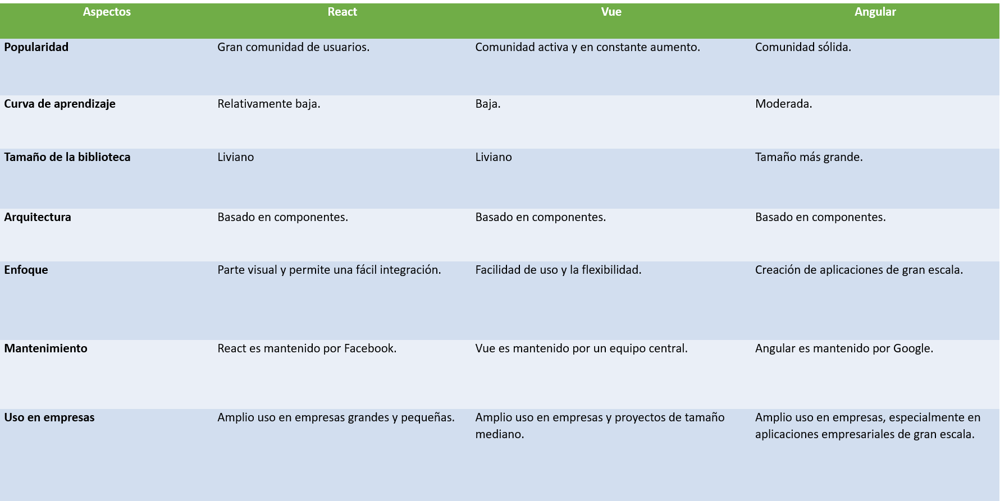 Aspectos React Vue Angular
Popularidad Gran comunidad de usuarios. Comunidad activa y en constante aumento. Comunidad sólida.
Curva de aprendizaje Relativamente baja. Baja. Moderada.
Tamaño de la biblioteca Liviano Liviano Tamaño más grande.
Arquitectura Basado en componentes. Basado en componentes. Basado en componentes.
Enfoque Parte visual y permite una fácil integración. Facilidad de uso y la flexibilidad. Creación de aplicaciones de gran escala.
Mantenimiento React es mantenido por Facebook. Vue es mantenido por un equipo central. Angular es mantenido por Google.
Uso en empresas Amplio uso en empresas grandes y pequeñas. Amplio uso en empresas y proyectos de tamaño Amplio uso en empresas, especialmente en
mediano. aplicaciones empresariales de gran escala.